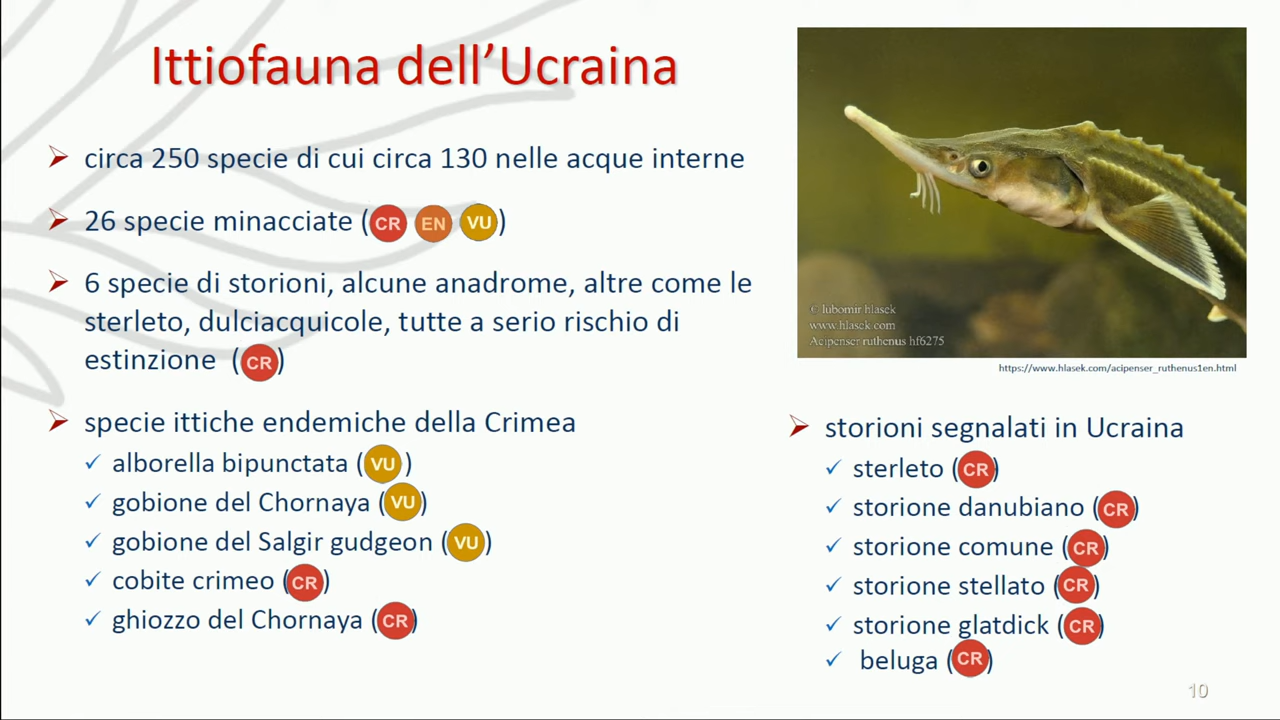 Ittiofauna dell'Ucraina
circa 250 specie di cui circa 130 nelle acque interne
26 specie minacciate (CR EN VU)
6 specie di storioni, alcune anadrome, altre come le
sterleto, dulciacquicole, tutte a serio rischio di
estinzione (CR)
specie ittiche endemiche della Crimea
alborella bipunctata (VU)
gobione del Chornaya (VU)
gobione del Salgir gudgeon (VU)
cobite crimeo (CR)
ghiozzo del Chornaya (CR)
© lubomir hlasek
www.hlasek.com
Acipenser ruthenus hf6275
https://www.hlasek.com/acipenser_ruthenus1en.html
storioni segnalati in Ucraina
sterleto (CR)
storione danubiano (CR)
storione comune (CR)
storione stellato (CR)
storione glatdick (CR)
beluga (CR)
10